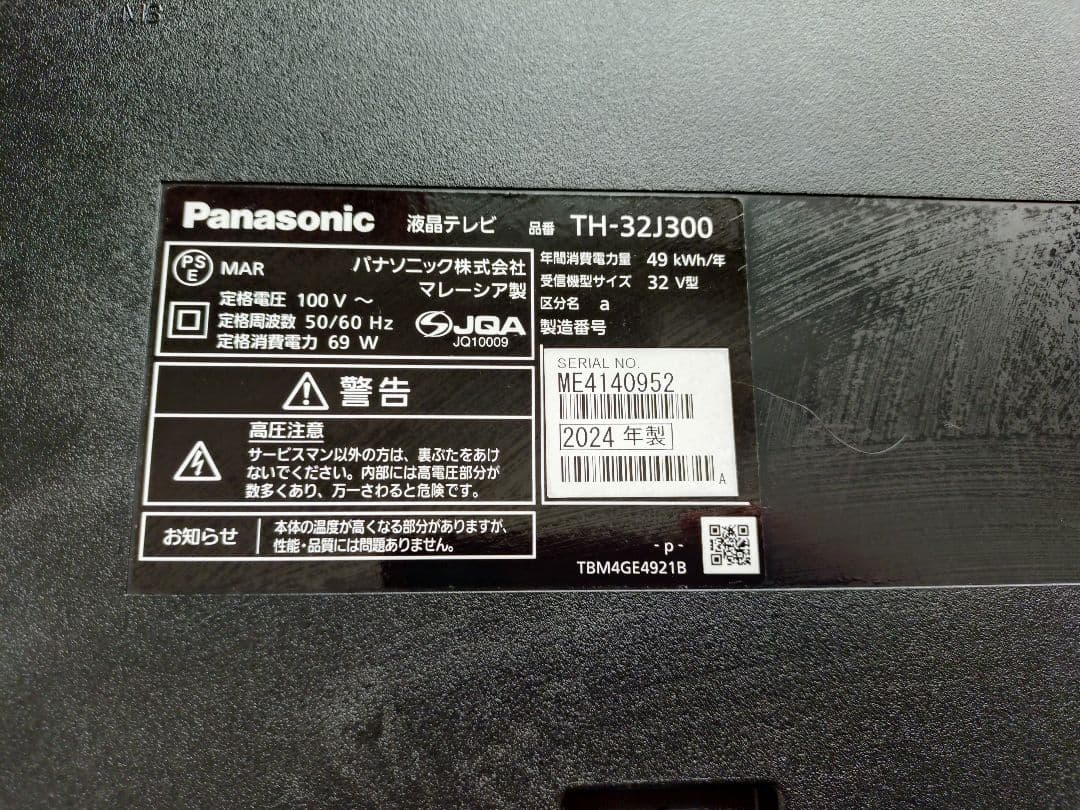 MS
Panasonic 液晶テレビ 品番 TH-32J300
PS
E
MAR パナソニック株式会社
マレーシア製
定格電圧 100 V ～
定格周波数 50/60 Hz
定格消費電力 69 W
JQA
JQ10009
年間消費電力量 49 kWh/年
受信機型サイズ 32 V型
区分名 a
製造番号
SERIAL NO.
ME4140952
2024 年製
A
警告
高圧注意
サービスマン以外の方は、裏ぶたをあけ
ないでください。内部には高電圧部分が
数多くあり、万一さわると危険です。
お知らせ
本体の温度が高くなる部分がありますが、
性能・品質には問題ありません。
- p -
TBM4GE4921B